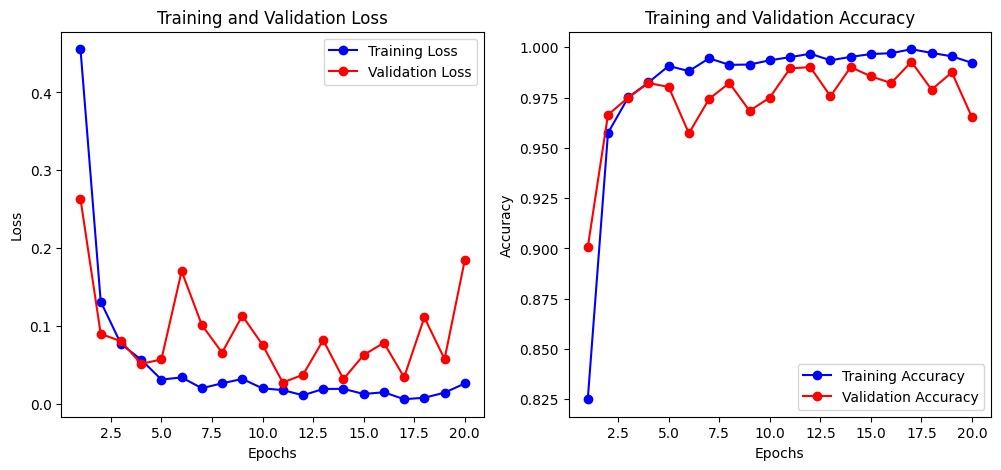 Training and Validation Loss
Training Loss
Validation Loss
Loss
0.4
0.3
0.2
0.1
0.0
2.5 5.0 7.5 10.0 12.5 15.0 17.5 20.0
Epochs
Training and Validation Accuracy
Accuracy
1.000
0.975
0.950
0.925
0.900
0.875
0.850
0.825
Training Accuracy
Validation Accuracy
2.5 5.0 7.5 10.0 12.5 15.0 17.5 20.0
Epochs